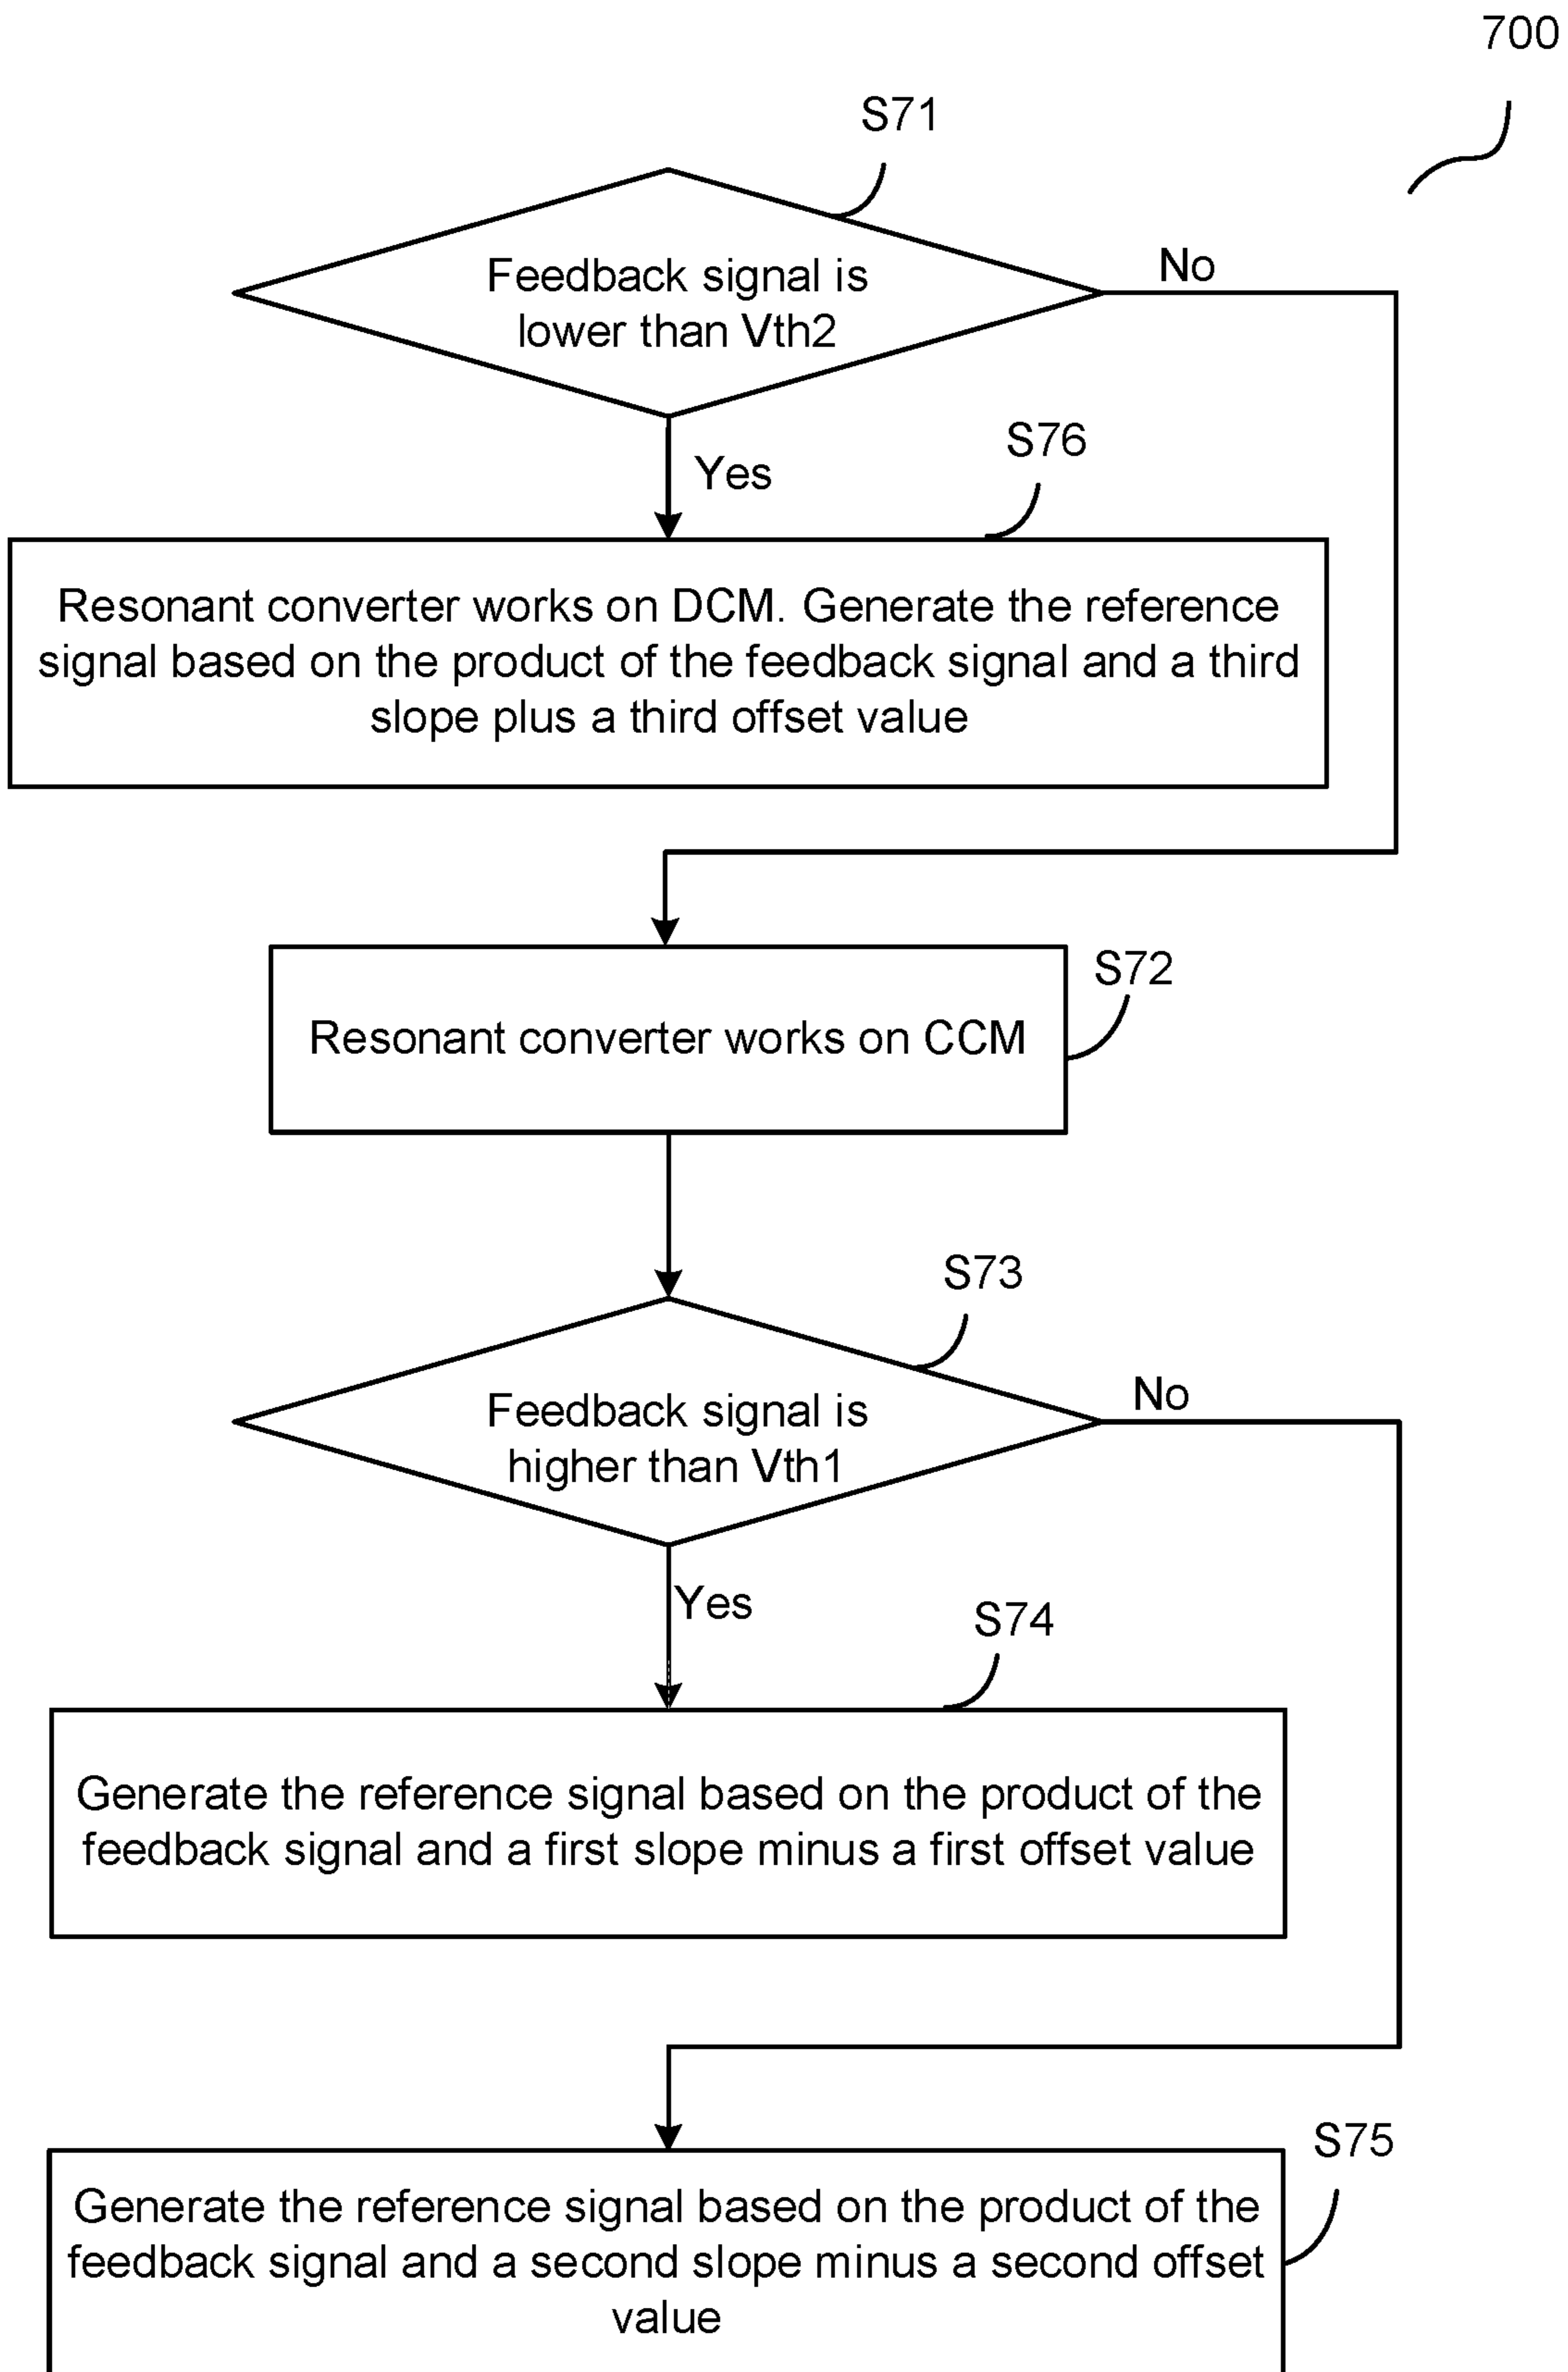 700
S71
Feedback signal is
lower than Vth2
No
Yes
S76
Resonant converter works on DCM. Generate the reference
signal based on the product of the feedback signal and a third
slope plus a third offset value
S72
Resonant converter works on CCM
S73
Feedback signal is
higher than Vth1
No
Yes
S74
Generate the reference signal based on the product of the
feedback signal and a first slope minus a first offset value
S75
Generate the reference signal based on the product of the
feedback signal and a second slope minus a second offset
value